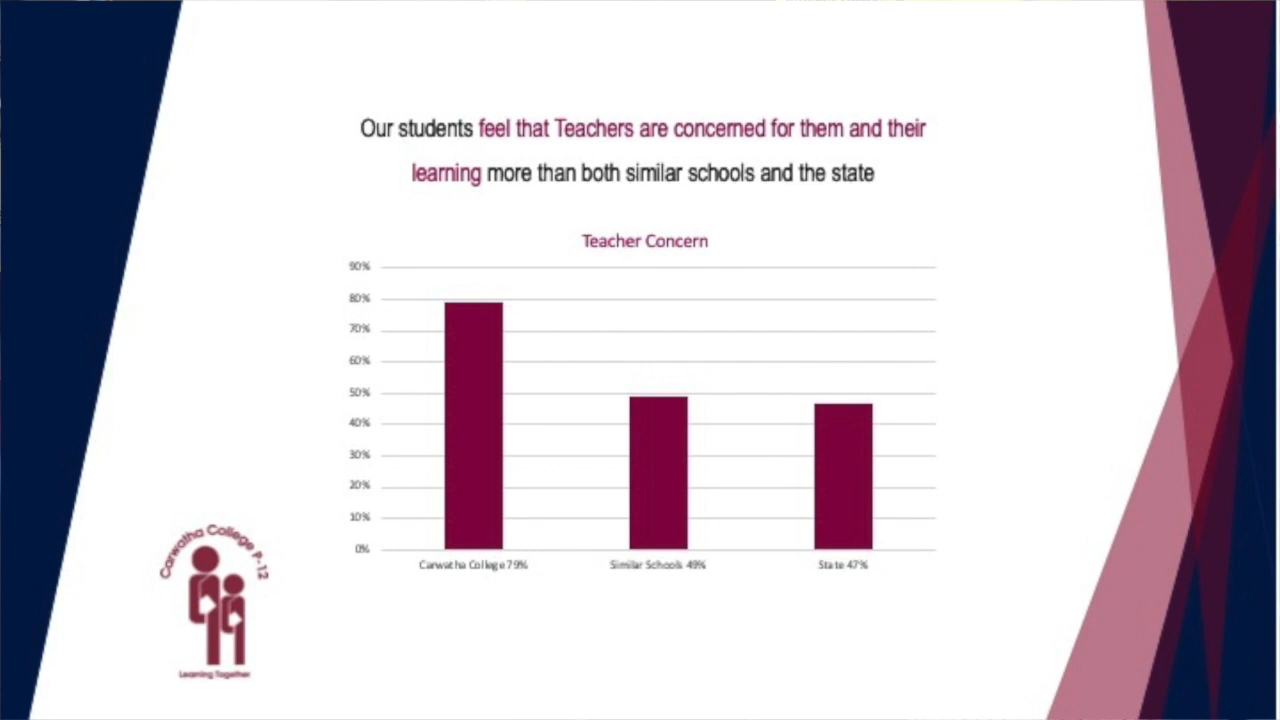 Our students feel that Teachers are concerned for them and their
learning more than both similar schools and the state
Teacher Concern
90%
80%
70%
60%
50%
40%
30%
20%
10%
0%
Carwatha College 79%
Similar Schools 49%
State 47%
Carwatha College P-12
Learning Together